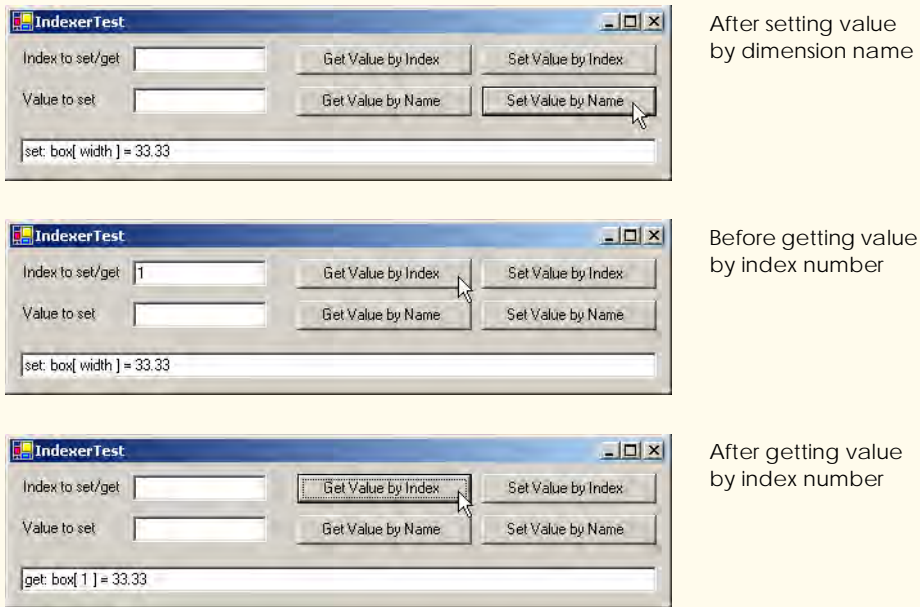 IndexerTest
Index to set/get
Get Value by Index
Set Value by Index
Value to set
Get Value by Name
Set Value by Name
set: box[ width ] = 33.33
After setting value
by dimension name
IndexerTest
Index to set/get
1
Get Value by Index
Set Value by Index
Value to set
Get Value by Name
Set Value by Name
set: box[ width ] = 33.33
Before getting value
by index number
IndexerTest
Index to set/get
Get Value by Index
Set Value by Index
Value to set
Get Value by Name
Set Value by Name
get: box[ 1 ] = 33.33
After getting value
by index number